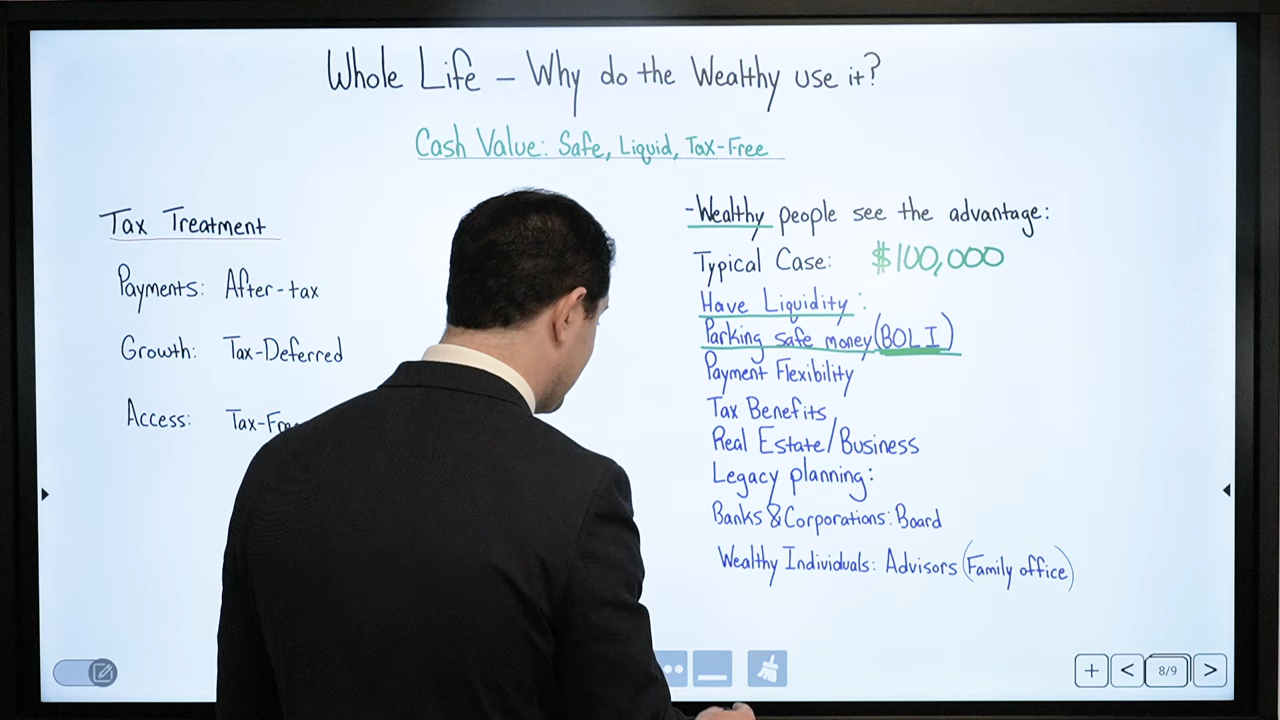 Whole Life – Why do the Wealthy use it?
Cash Value: Safe, Liquid, Tax-Free
Tax Treatment
Payments: After-tax
Growth: Tax-Deferred
Access:
-Wealthy people see the advantage:
Typical Case: $100,000
Have Liquidity:
Parking safe money (BOLI)
Payment Flexibility
Tax Benefits
Real Estate/Business
Legacy planning:
Banks & Corporations: Board
Wealthy Individuals: Advisors (Family office)
+ < 8/9 >